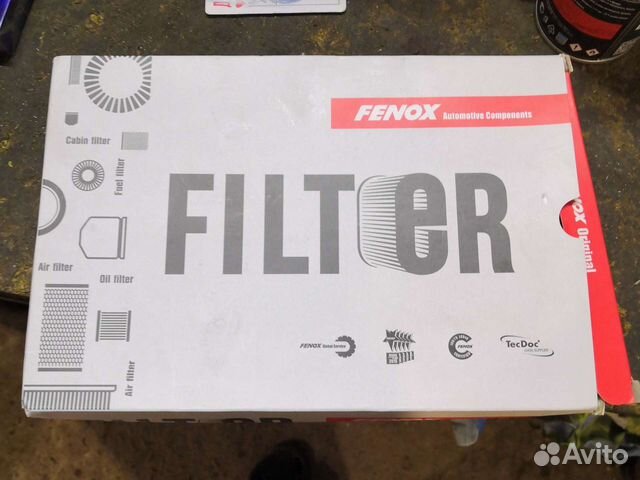 FENOX Automotive Components
Cabin filter
Fuel filter
FILTeR
Air filter
Oil filter
Air filter
FENOX
FENOX
TecDoc
OX Original
Avito